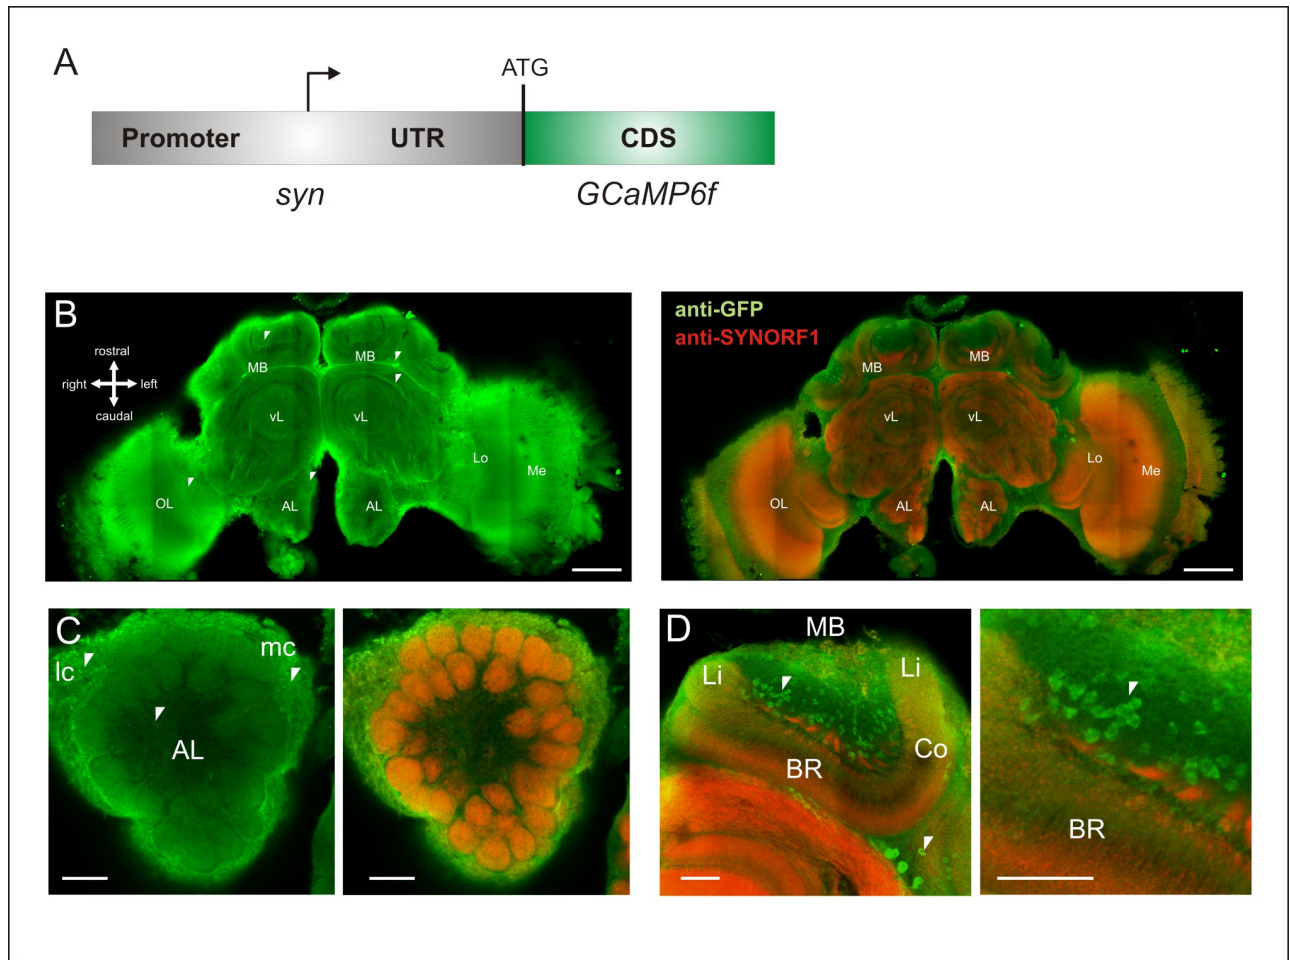 A
ATG
Promoter
UTR
CDS
syn
GCaMP6f
B
rostral
right
left
caudal
MB
MB
vL
vL
Lo
Me
OL
AL
AL
anti-GFP
anti-SYNORF1
MB
MB
vL
vL
Lo
Me
OL
AL
AL
C
lc
mc
AL
D
MB
Li
Li
Co
BR
BR